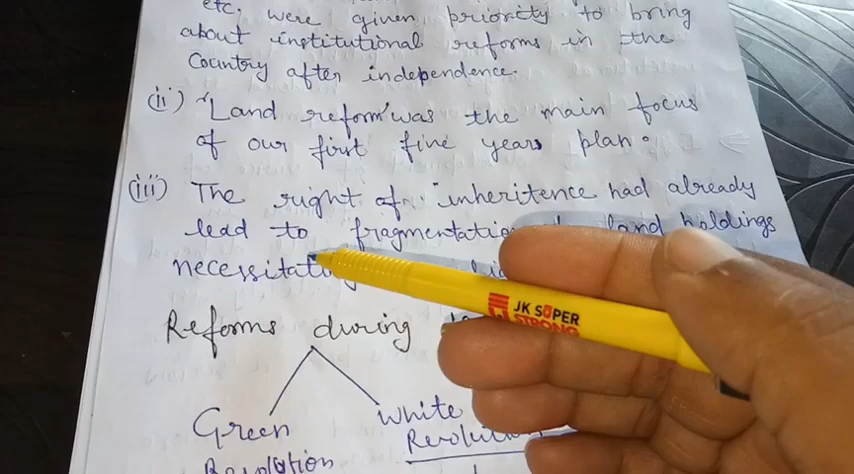 etc. were given priority to bring
about institutional reforms in the
Country after independence.
(ii) "Land reform" was the main focus
of our first five years plan.
(iii) The right of inheritence had already
lead to fragmentation land holdings
necessitating
Reforms during
Green White
Revolution Revolution
JK SUPER
STRONG